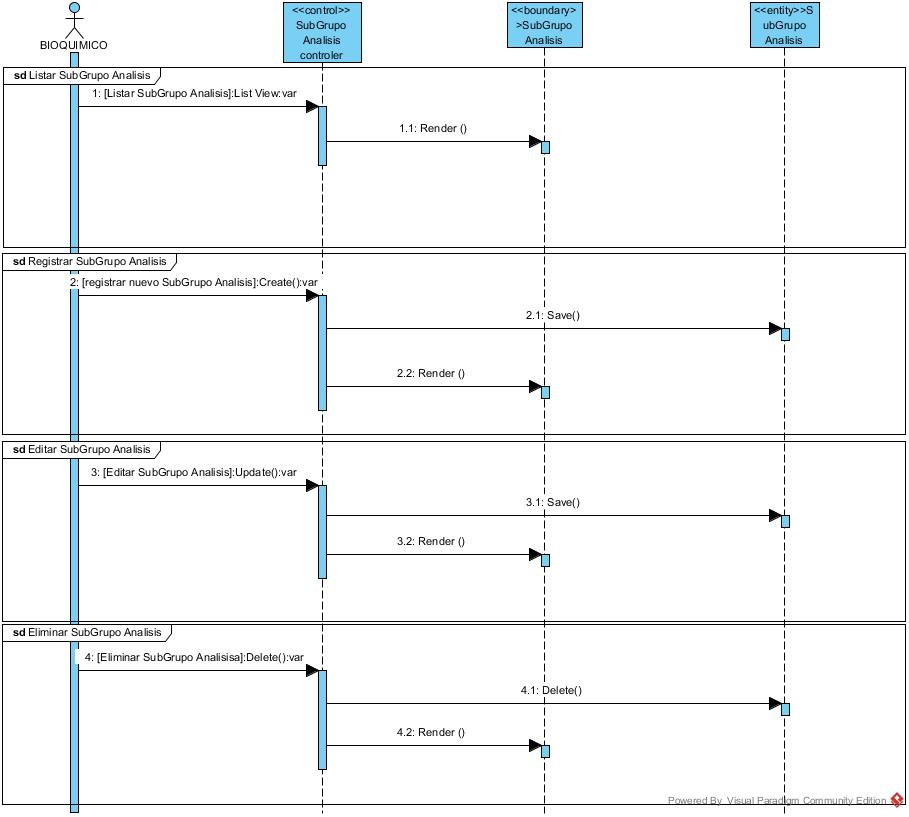 <<control>>
SubGrupo
Analisis
controler
<<boundary>
>SubGrupo
Analisis
<<entity>>S
ubGrupo
Analisis
BIOQUIMICO
sd Listar SubGrupo Analisis
1: [Listar SubGrupo Analisis]:List View:var
1.1: Render ()
sd Registrar SubGrupo Analisis
2: [registrar nuevo SubGrupo Analisis]:Create():var
2.1: Save()
2.2: Render ()
sd Editar SubGrupo Analisis
3: [Editar SubGrupo Analisis]:Update():var
3.1: Save()
3.2: Render ()
sd Eliminar SubGrupo Analisis
4: [Eliminar SubGrupo Analisisa]:Delete():var
4.1: Delete()
4.2: Render ()
Powered By Visual Paradigm Community Edition